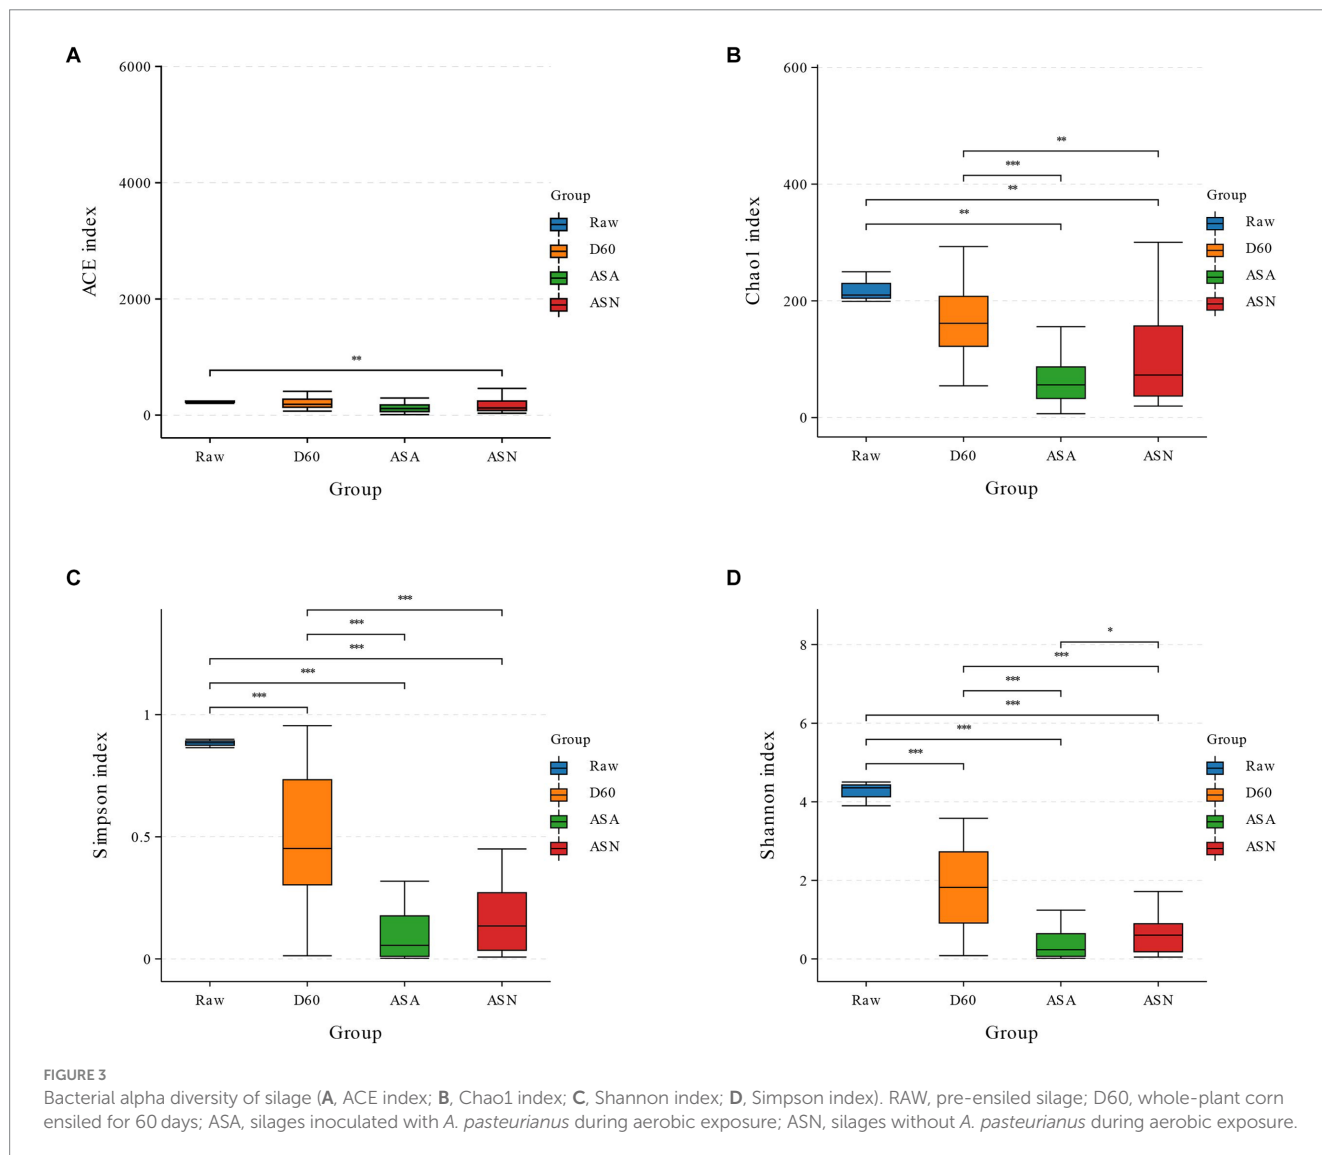 A
6000
4000
2000
0
ACE index
**
Raw
D60
ASA
ASN
Group
Group
Raw
D60
ASA
ASN
B
600
400
200
0
Chao1 index
**
***
**
**
Raw
D60
ASA
ASN
Group
Group
Raw
D60
ASA
ASN
C
1
0.5
0
Simpson index
***
***
***
***
***
Raw
D60
ASA
ASN
Group
Group
Raw
D60
ASA
ASN
D
8
6
4
2
0
Shannon index
*
***
***
***
***
***
Raw
D60
ASA
ASN
Group
Group
Raw
D60
ASA
ASN
FIGURE 3
Bacterial alpha diversity of silage (A, ACE index; B, Chao1 index; C, Shannon index; D, Simpson index). RAW, pre-ensiled silage; D60, whole-plant corn
ensiled for 60 days; ASA, silages inoculated with A. pasteurianus during aerobic exposure; ASN, silages without A. pasteurianus during aerobic exposure.